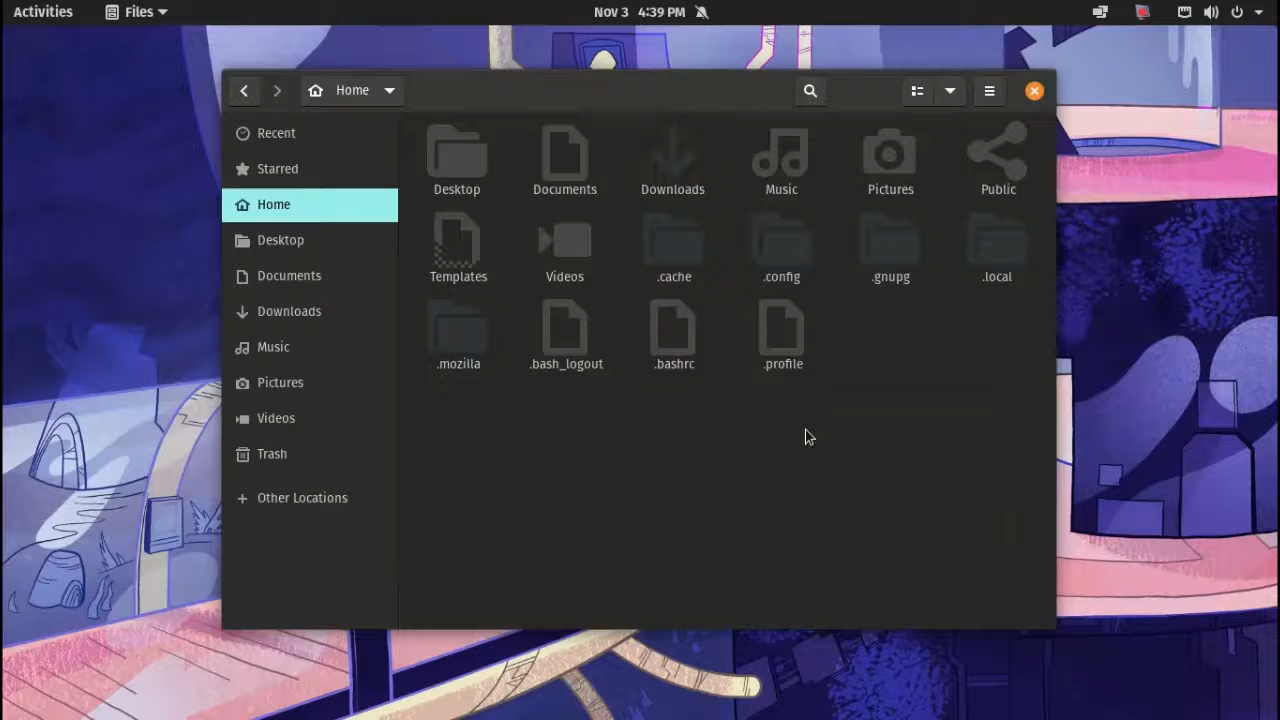 Activities Files Nov 3 4:39 PM
Home
Recent
Starred
Home
Desktop
Documents
Downloads
Music
Pictures
Videos
Trash
Other Locations
Desktop Documents Downloads Music Pictures Public
Templates Videos .cache .config .gnupg .local
.mozilla .bash_logout .bashrc .profile